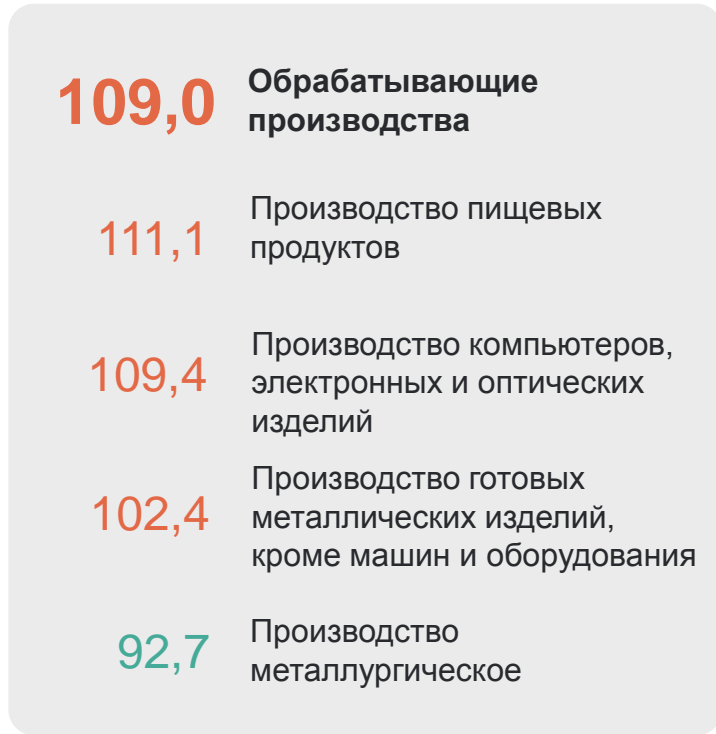 109,0
Обрабатывающие
производства
111,1
Производство пищевых
продуктов
109,4
Производство компьютеров,
электронных и оптических
изделий
102,4
Производство готовых
металлических изделий,
кроме машин и оборудования
92,7
Производство
металлургическое